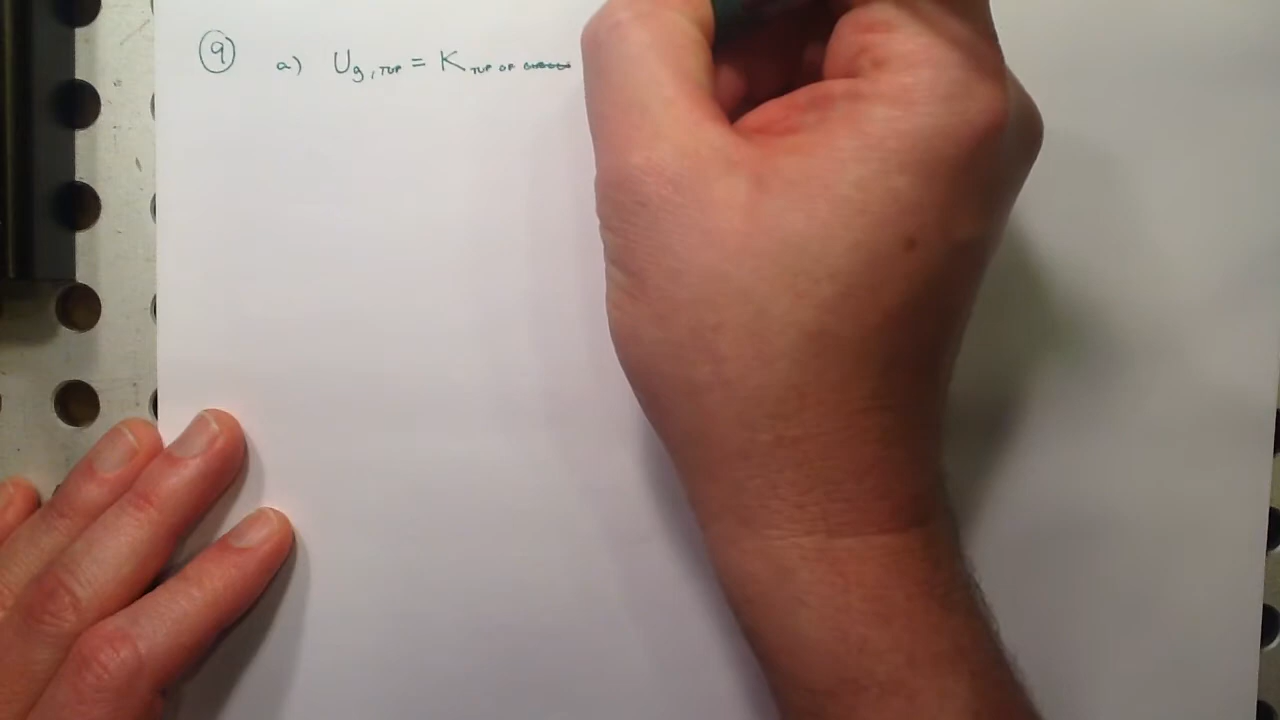 9 a) Ug, TOP = K TOP OF